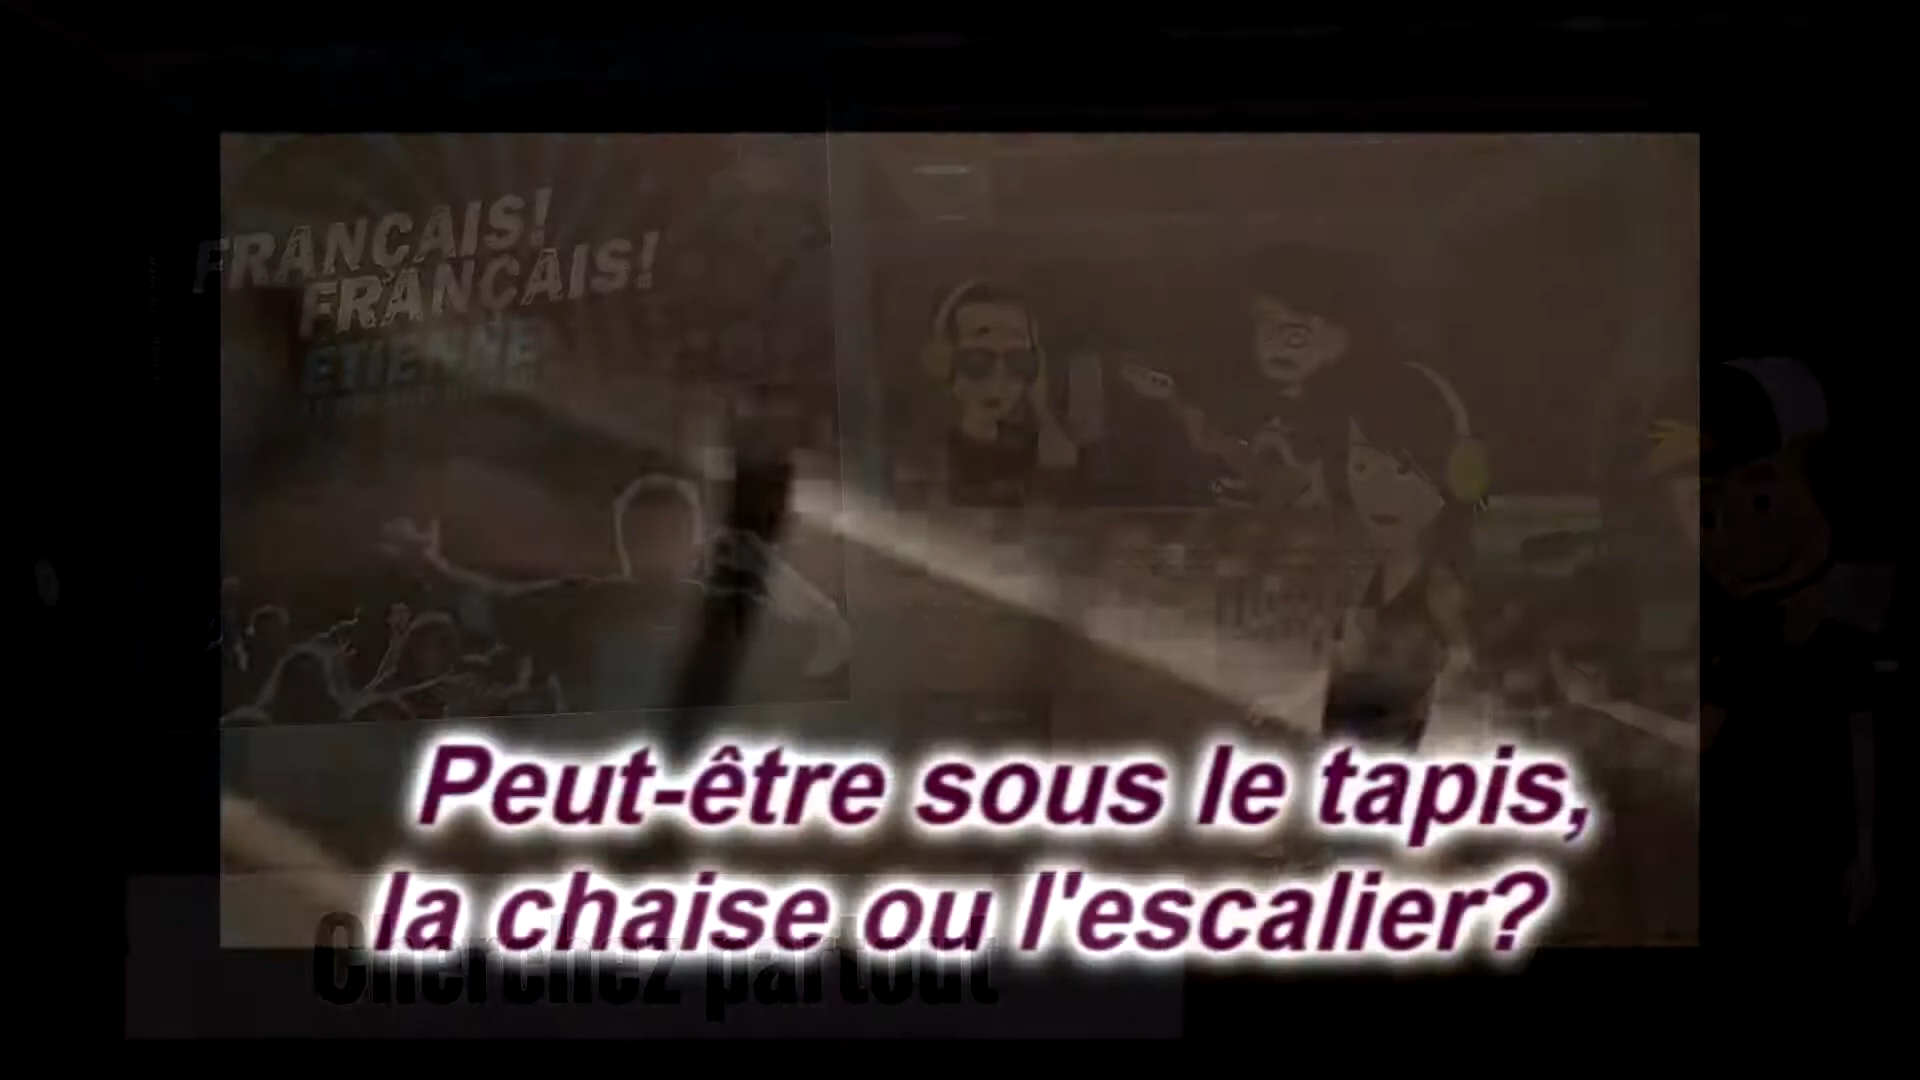 FRANÇAIS!
FRANÇAIS!
ETIENNE
Peut-être sous le tapis,
la chaise ou l'escalier?
Cherchez partout